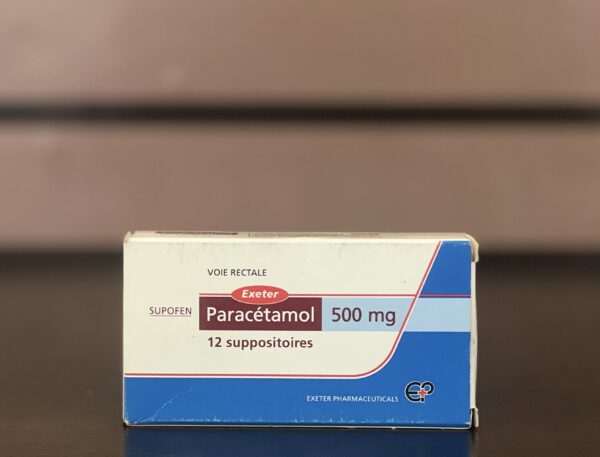 VOIE RECTALE
Exeter
SUPOFEN
Paracétamol 500 mg
12 suppositoires
EXETER PHARMACEUTICALS